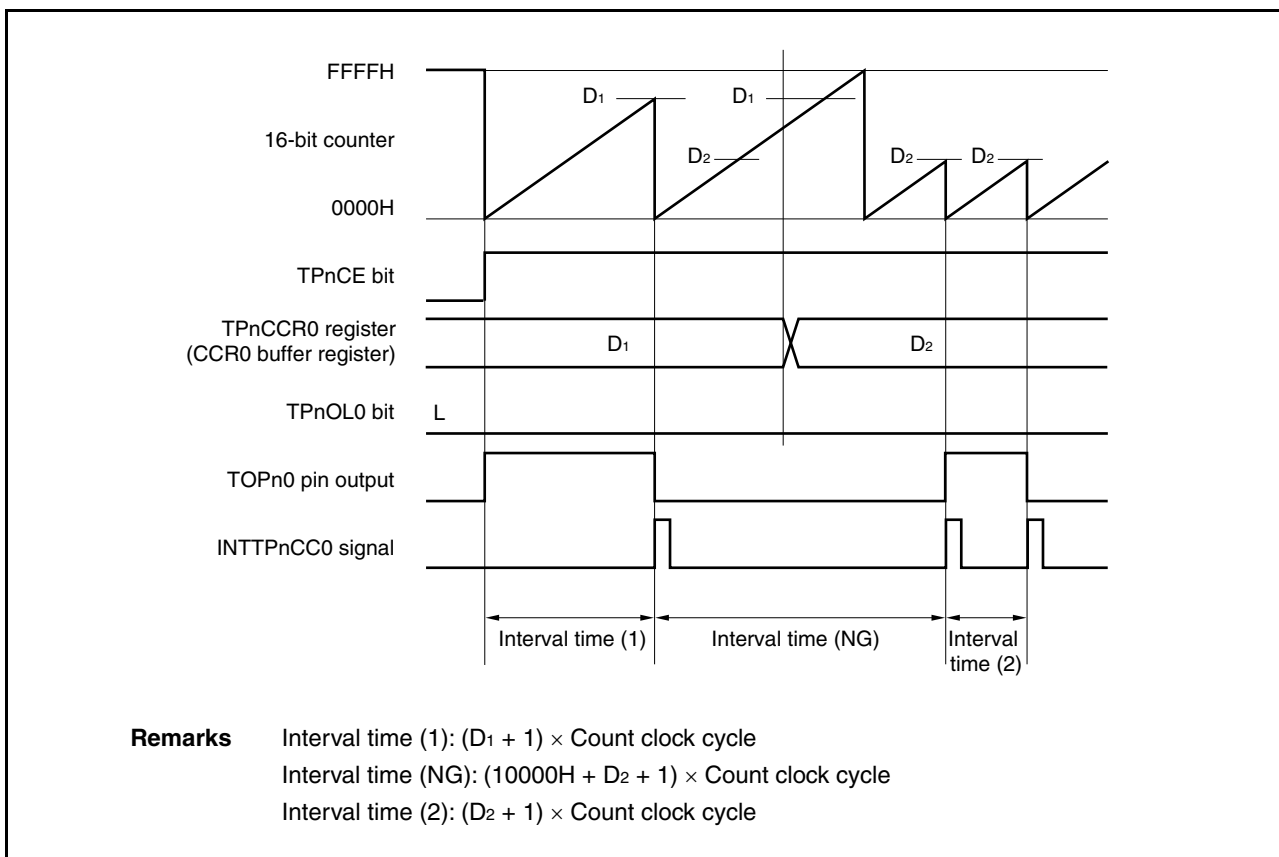 FFFFH
D1 D1
16-bit counter
D2 D2 D2
0000H
TPnCE bit
TPnCCR0 register
(CCR0 buffer register)
D1 D2
TPnOL0 bit L
TOPn0 pin output
INTTPnCC0 signal
Interval time (1) Interval time (NG) Interval
time (2)
Remarks Interval time (1): (D1 + 1) × Count clock cycle
Interval time (NG): (10000H + D2 + 1) × Count clock cycle
Interval time (2): (D2 + 1) × Count clock cycle